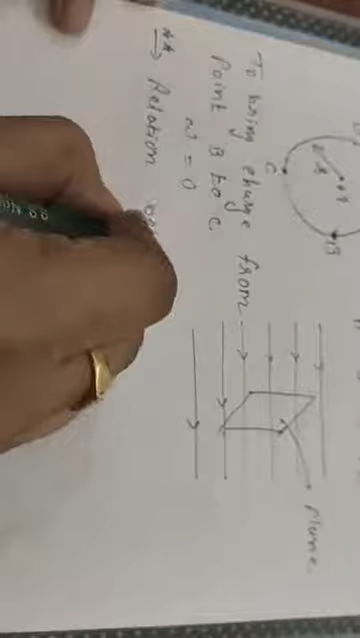 +q
B
C
To bring charge from
Point B to C
w = 0
Plane
** → Relation